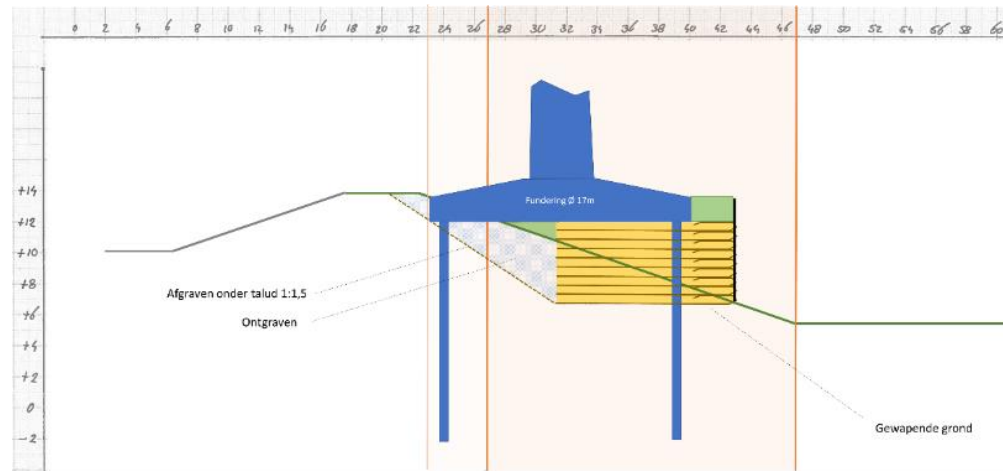 0 2 4 6 8 10 12 14 16 18 20 22 24 26 28 30 32 34 36 38 40 42 44 46 48 50 52 54 56 58 60
+14
Fundering Ø 17m
+12
+10
+8
Afgraven onder talud 1:1,5
Ontgraven
+6
+4
+2
0
Gewapende grond
-2